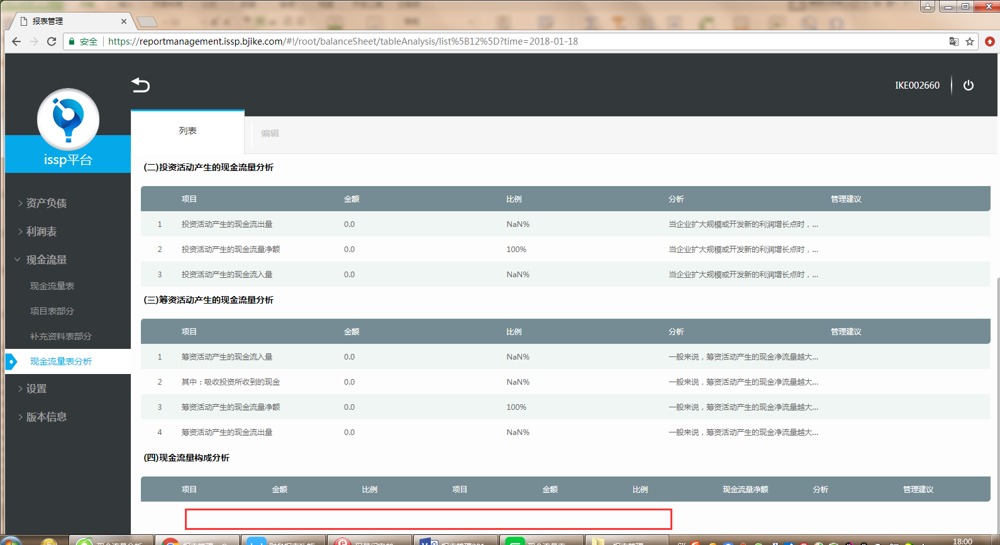 报表管理
安全 https://reportmanagement.issp.bjike.com/#!/root/balanceSheet/tableAnalysis/list%5B12%5D?time=2018-01-18
IKE002660
issp平台
列表 编辑
资产负债
利润表
现金流量
现金流量表
项目表部分
补充资料表部分
现金流量表分析
设置
版本信息
(二)投资活动产生的现金流量分析
项目 金额 比例 分析 管理建议
1 投资活动产生的现金流出量 0.0 NaN% 当企业扩大规模或开发新的利润增长点时，...
2 投资活动产生的现金流量净额 0.0 100% 当企业扩大规模或开发新的利润增长点时，...
3 投资活动产生的现金流入量 0.0 NaN% 当企业扩大规模或开发新的利润增长点时，...
(三)筹资活动产生的现金流量分析
项目 金额 比例 分析 管理建议
1 筹资活动产生的现金流入量 0.0 NaN% 一般来说，筹资活动产生的现金净流量越大...
2 其中：吸收投资所收到的现金 0.0 NaN% 一般来说，筹资活动产生的现金净流量越大...
3 筹资活动产生的现金流量净额 0.0 100% 一般来说，筹资活动产生的现金净流量越大...
4 筹资活动产生的现金流出量 0.0 NaN% 一般来说，筹资活动产生的现金净流量越大...
(四)现金流量构成分析
项目 金额 比例 项目 金额 比例 现金流量净额 分析 管理建议
18:00